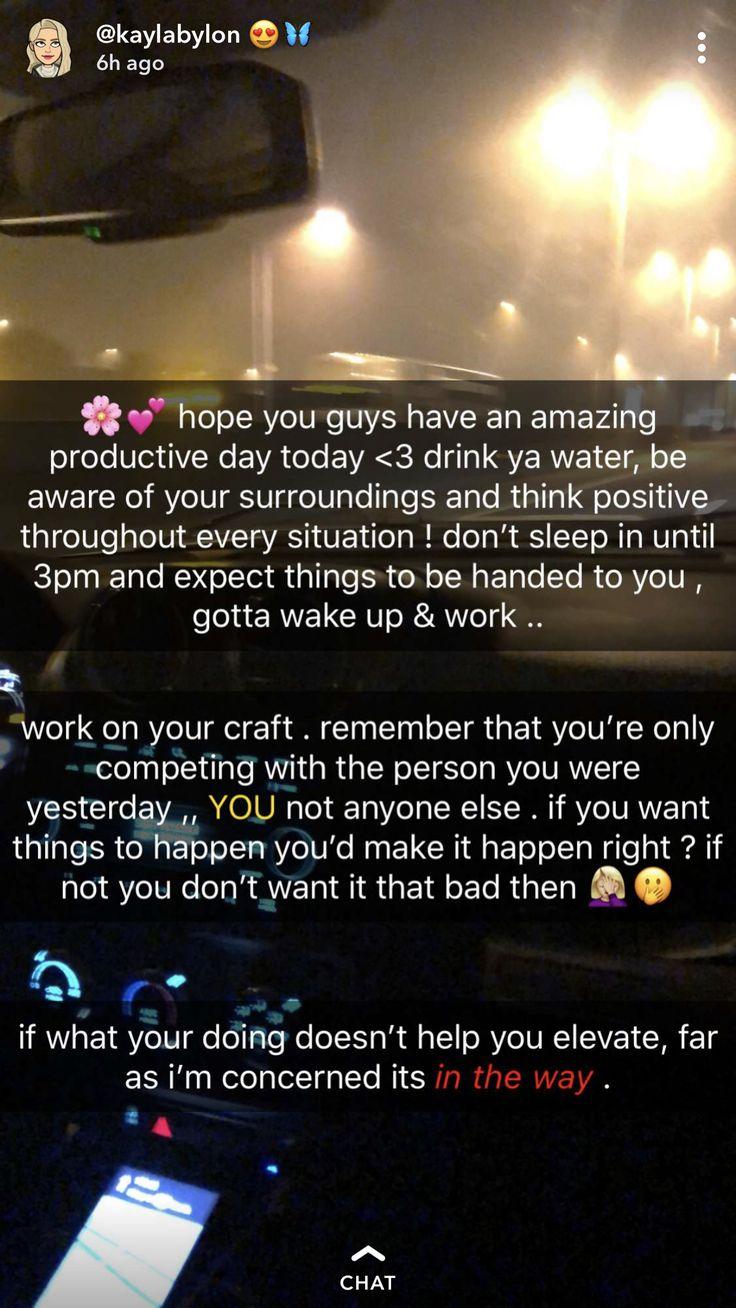 @kaylabylon 😍🦋
6h ago
🌸💕 hope you guys have an amazing
productive day today <3 drink ya water, be
aware of your surroundings and think positive
throughout every situation ! don’t sleep in until
3pm and expect things to be handed to you ,
gotta wake up & work ..
work on your craft . remember that you’re only
competing with the person you were
yesterday ,, YOU not anyone else . if you want
things to happen you’d make it happen right ? if
not you don’t want it that bad then 🤦🏼‍♀️🤭
if what your doing doesn’t help you elevate, far
as i’m concerned its in the way .
CHAT